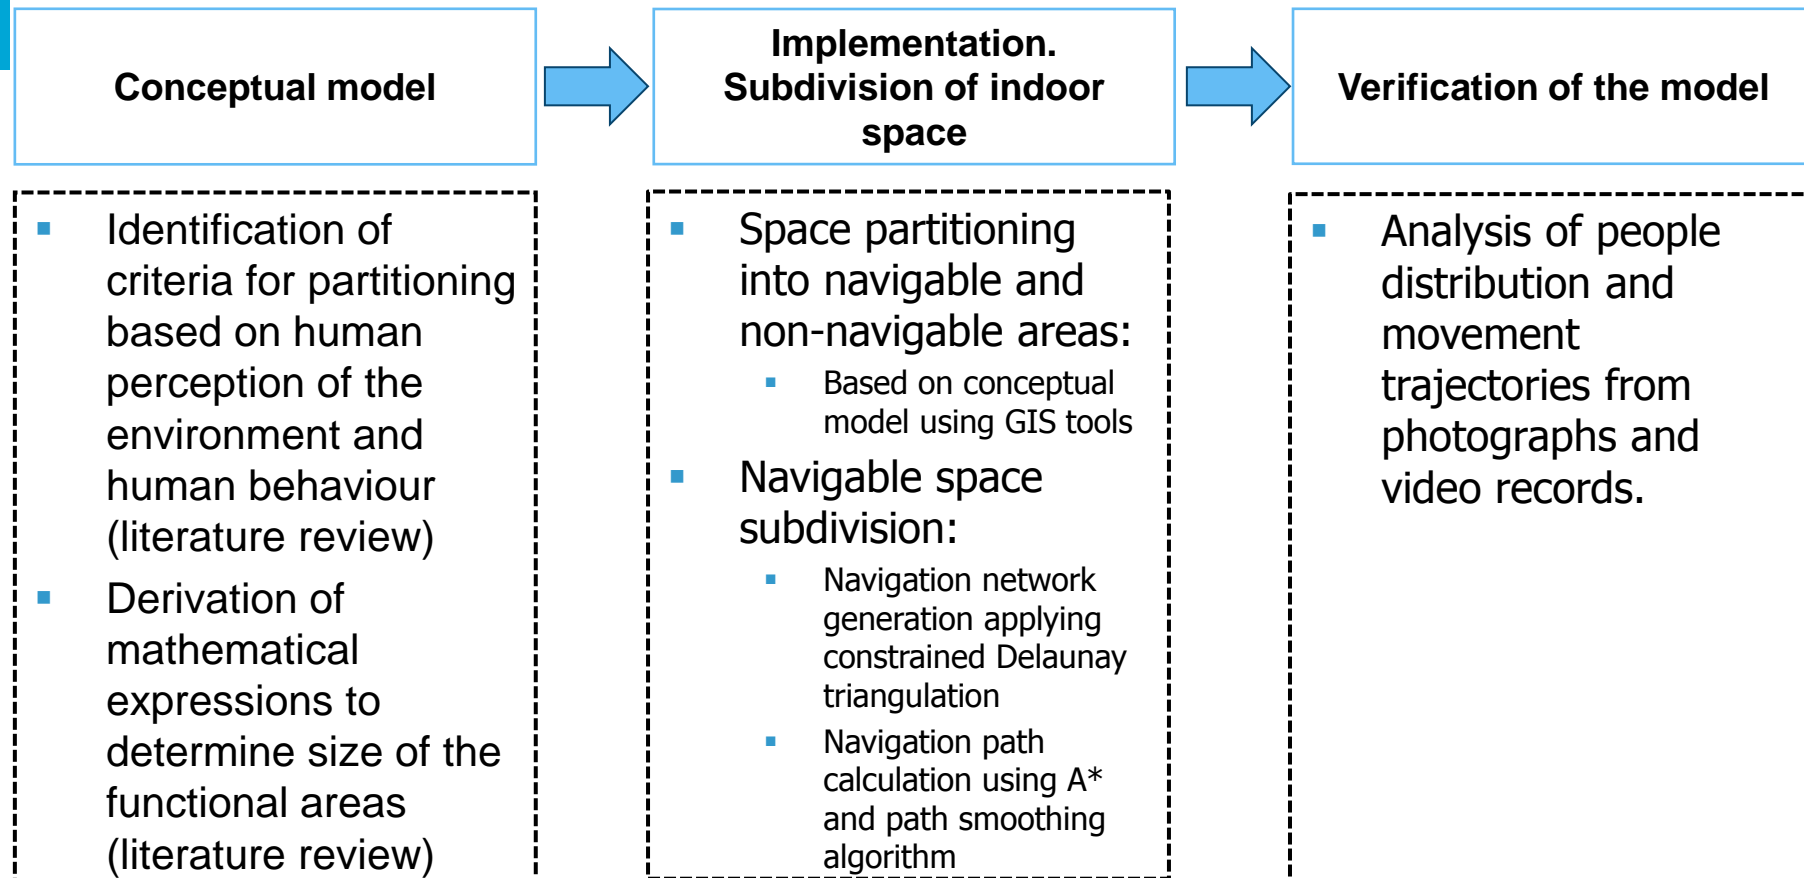 Conceptual model
Implementation.
Subdivision of indoor
space
Verification of the model
▪ Identification of
criteria for partitioning
based on human
perception of the
environment and
human behaviour
(literature review)
▪ Derivation of
mathematical
expressions to
determine size of the
functional areas
(literature review)
▪ Space partitioning
into navigable and
non-navigable areas:
▪ Based on conceptual
model using GIS tools
▪ Navigable space
subdivision:
▪ Navigation network
generation applying
constrained Delaunay
triangulation
▪ Navigation path
calculation using A*
and path smoothing
algorithm
▪ Analysis of people
distribution and
movement
trajectories from
photographs and
video records.